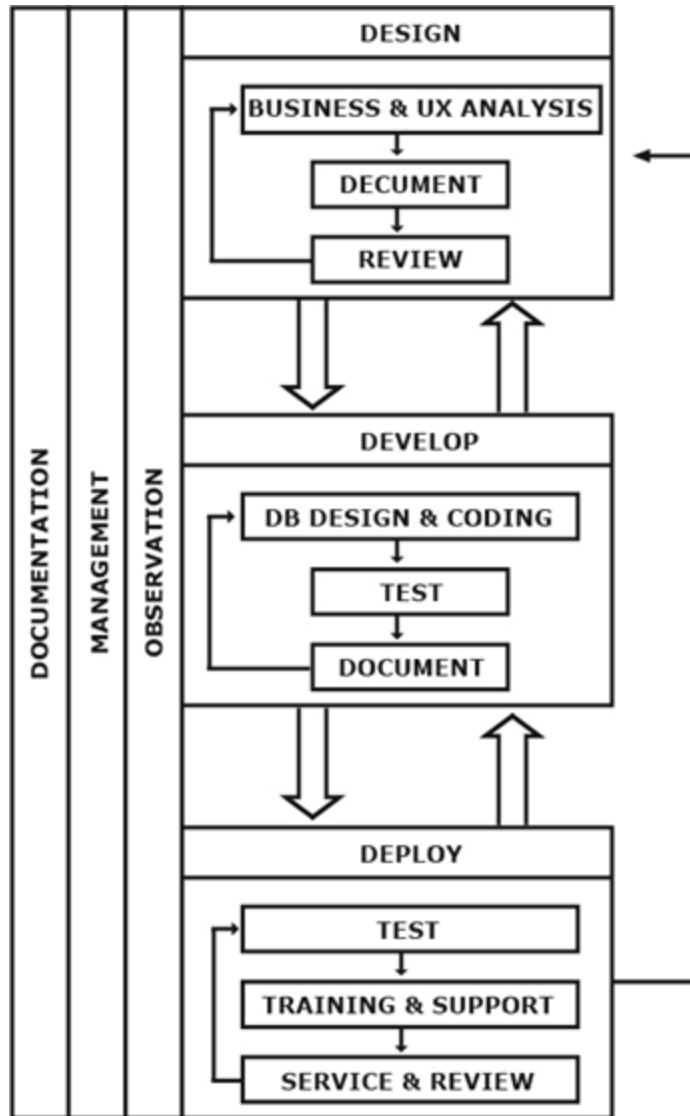 DESIGN
BUSINESS & UX ANALYSIS
DECUMENT
REVIEW
DOCUMENTATION
MANAGEMENT
OBSERVATION
DEVELOP
DB DESIGN & CODING
TEST
DOCUMENT
DEPLOY
TEST
TRAINING & SUPPORT
SERVICE & REVIEW